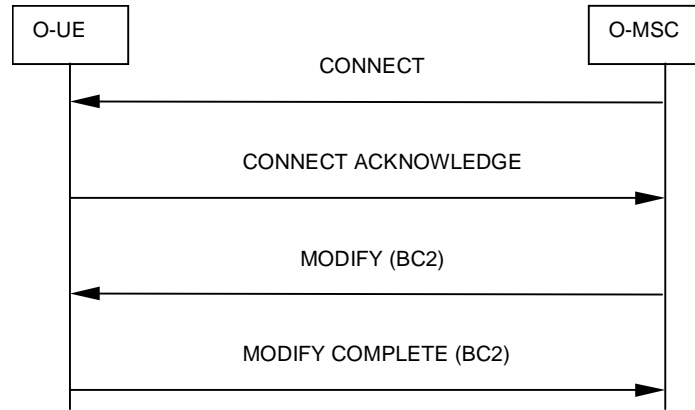 O-UE
O-MSC
CONNECT
CONNECT ACKNOWLEDGE
MODIFY (BC2)
MODIFY COMPLETE (BC2)